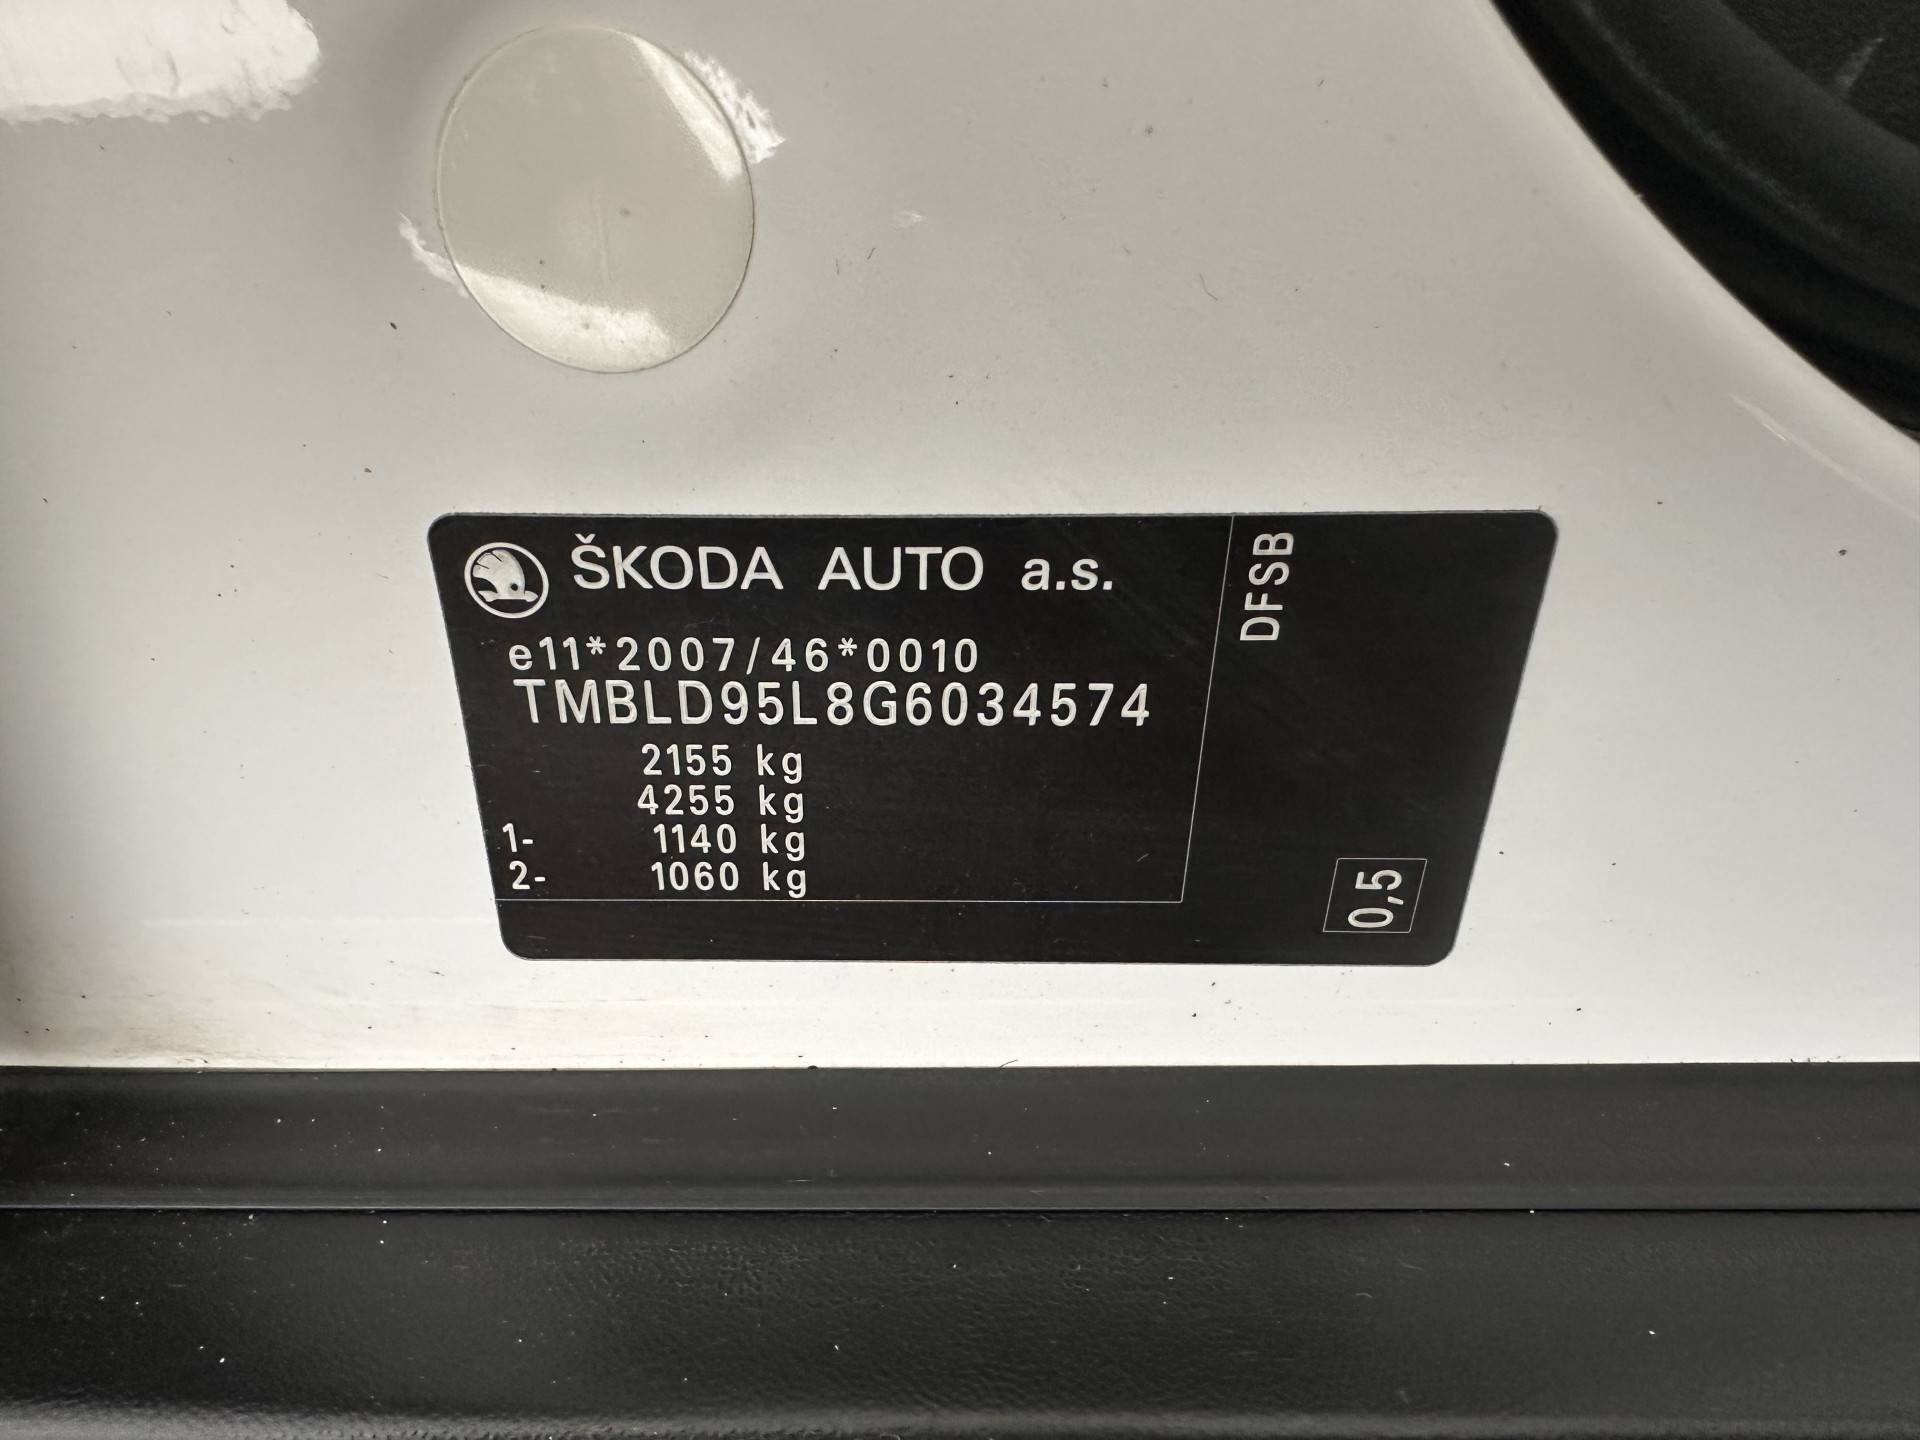 ŠKODA AUTO a.s.
e11*2007/46*0010
TMBLD95L8G6034574
2155 kg
4255 kg
1- 1140 kg
2- 1060 kg
DFSB
0,5